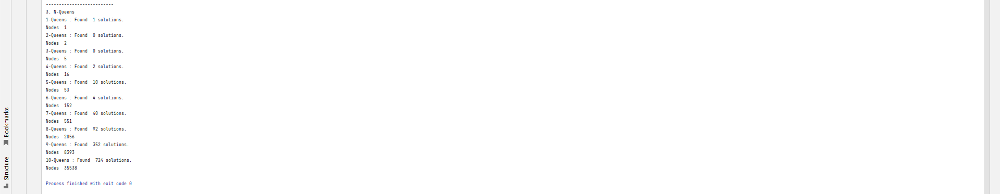 --------------------------
3. N-Queens
1-Queens : Found  1 solutions.
Nodes  1
2-Queens : Found  0 solutions.
Nodes  2
3-Queens : Found  0 solutions.
Nodes  5
4-Queens : Found  2 solutions.
Nodes  16
5-Queens : Found  10 solutions.
Nodes  53
6-Queens : Found  4 solutions.
Nodes  152
7-Queens : Found  40 solutions.
Nodes  551
8-Queens : Found  92 solutions.
Nodes  2056
9-Queens : Found  352 solutions.
Nodes  8393
10-Queens : Found  724 solutions.
Nodes  35538
Process finished with exit code 0
Bookmarks
Structure